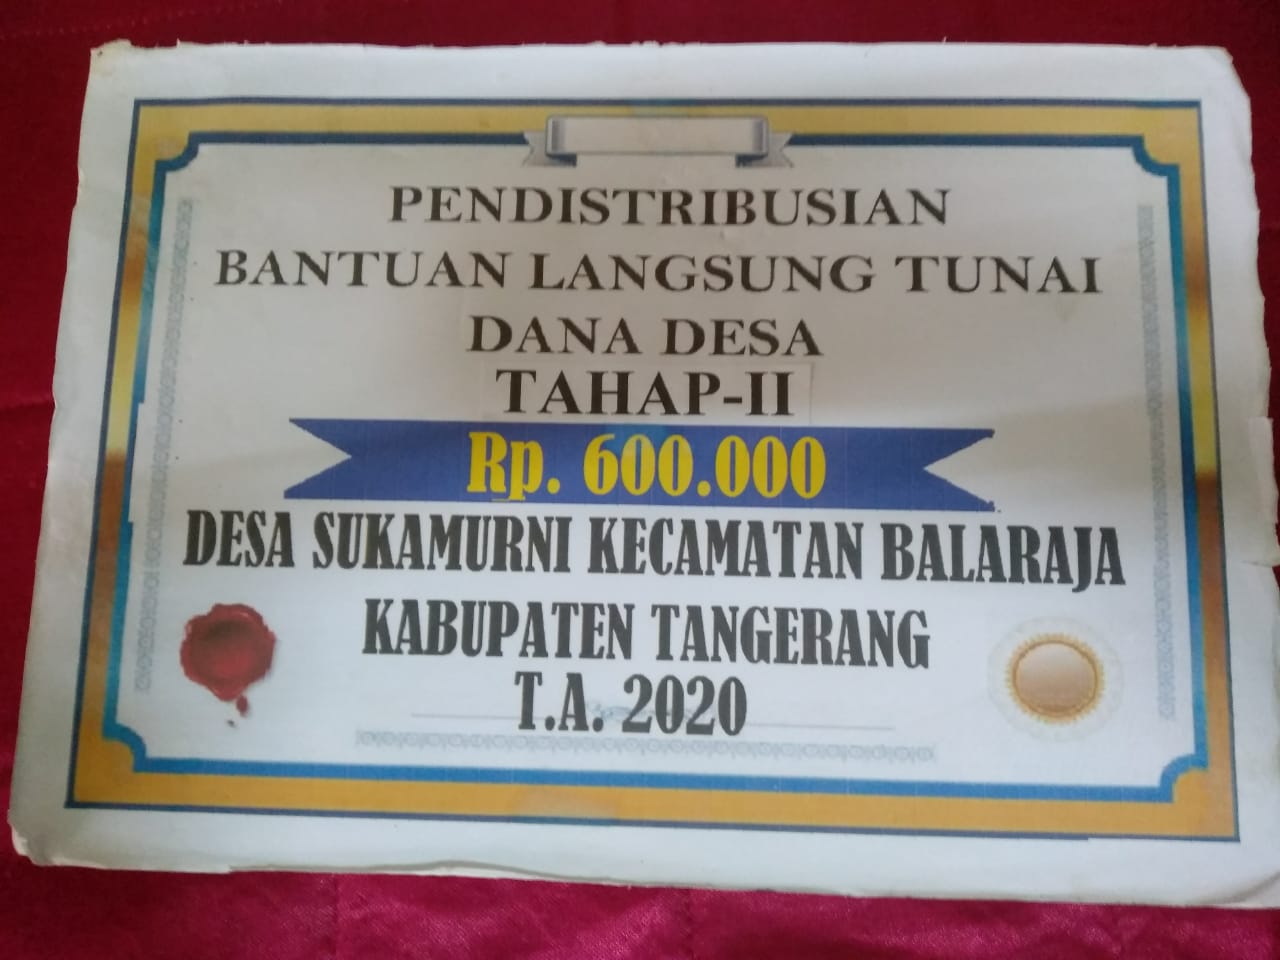 PENDISTRIBUSIAN
BANTUAN LANGSUNG TUNAI
DANA DESA
TAHAP-II
Rp. 600.000
DESA SUKAMURNI KECAMATAN BALARAJA
KABUPATEN TANGERANG
T.A. 2020